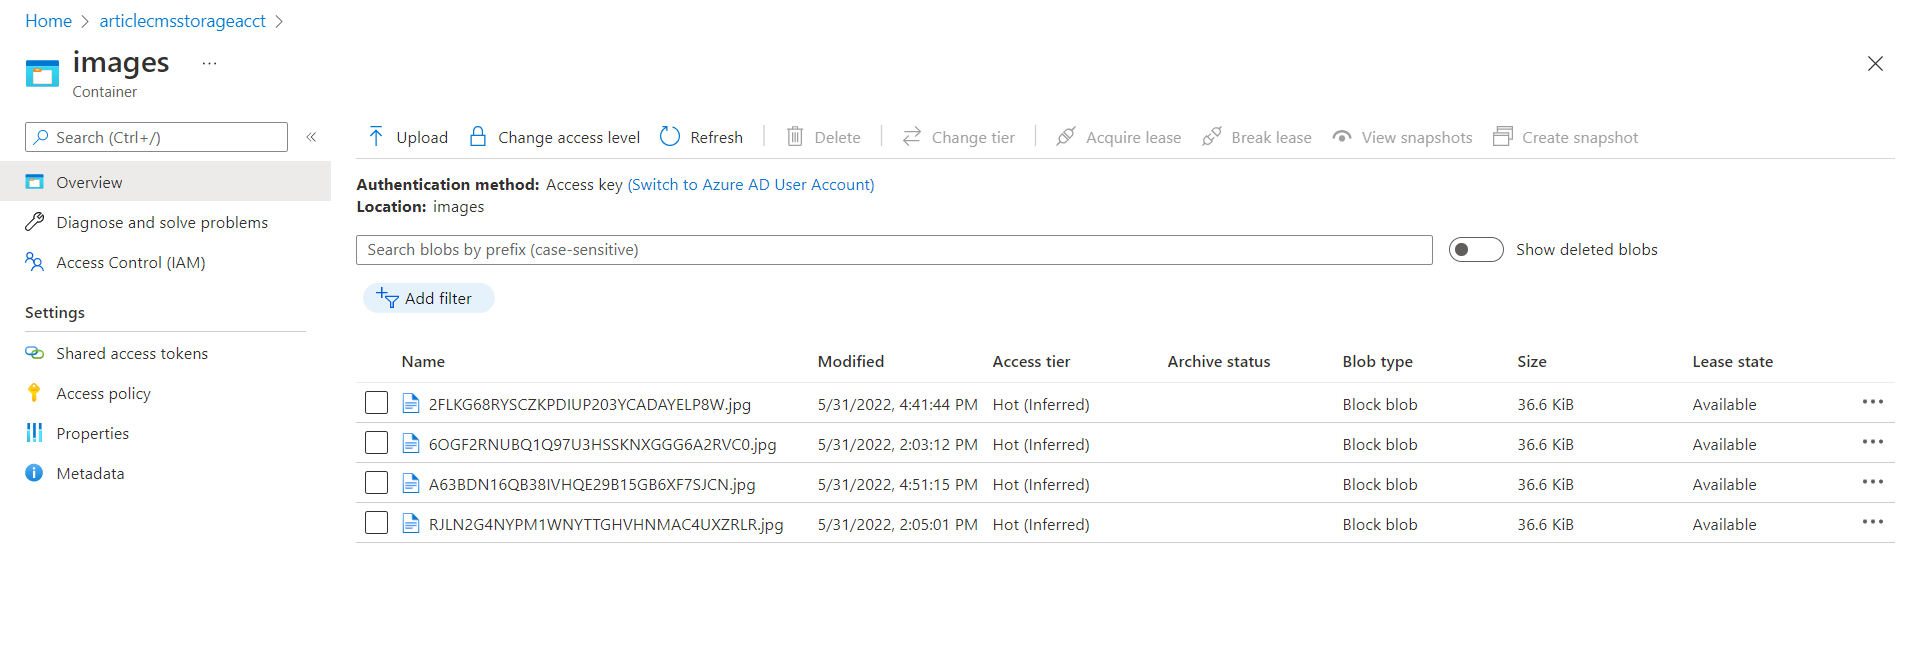 Home > articlecmsstorageacct >
images ...
Container
Search (Ctrl+/) «
Overview
Diagnose and solve problems
Access Control (IAM)
Settings
Shared access tokens
Access policy
Properties
Metadata
Upload Change access level Refresh Delete Change tier Acquire lease Break lease View snapshots Create snapshot
Authentication method: Access key (Switch to Azure AD User Account)
Location: images
Search blobs by prefix (case-sensitive) Show deleted blobs
Add filter
Name Modified Access tier Archive status Blob type Size Lease state
2FLKG68RYSCZKPDIUP203YCADAYELP8W.jpg 5/31/2022, 4:41:44 PM Hot (Inferred) Block blob 36.6 KiB Available ...
6OGF2RNUBQ1Q97U3HSSKNXGGG6A2RVC0.jpg 5/31/2022, 2:03:12 PM Hot (Inferred) Block blob 36.6 KiB Available ...
A63BDN16QB38IVHQE29B15GB6XF7SJCN.jpg 5/31/2022, 4:51:15 PM Hot (Inferred) Block blob 36.6 KiB Available ...
RJLN2G4NYPM1WNYTTGHVHNMAC4UXZRLR.jpg 5/31/2022, 2:05:01 PM Hot (Inferred) Block blob 36.6 KiB Available ...